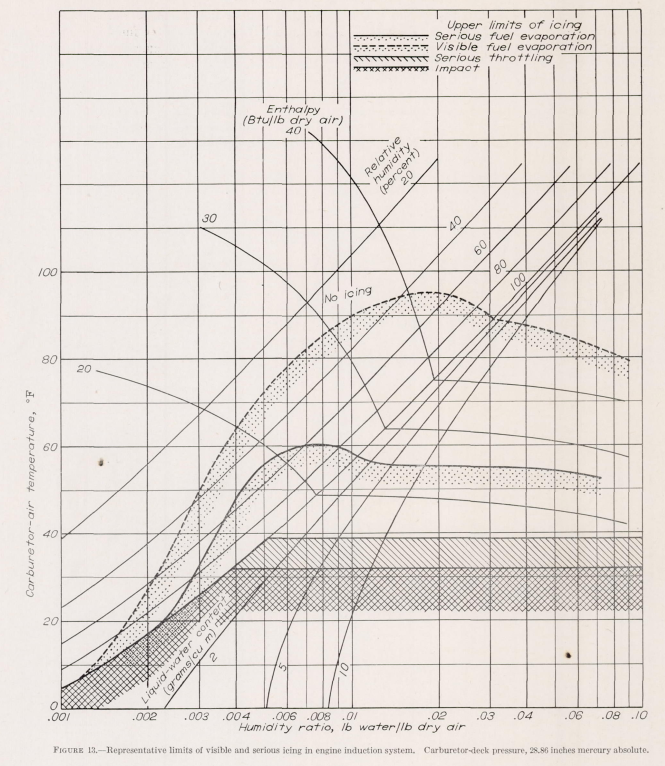 Upper limits of icing
Serious fuel evaporation
Visible fuel evaporation
Serious throttling
Impact
Enthalpy
(Btu/lb dry air)
40
Relative
humidity
(percent)
20
30
40
60
80
100
No icing
20
100
80
60
40
20
0
Carburetor-air temperature, °F
Liquid-water content
(grams/cu m)
2
5
10
.001
.002
.003
.004
.006
.008
.01
.02
.03
.04
.06
.08
.10
Humidity ratio, lb water/lb dry air
FIGURE 13.—Representative limits of visible and serious icing in engine induction system. Carburetor-deck pressure, 28.86 inches mercury absolute.